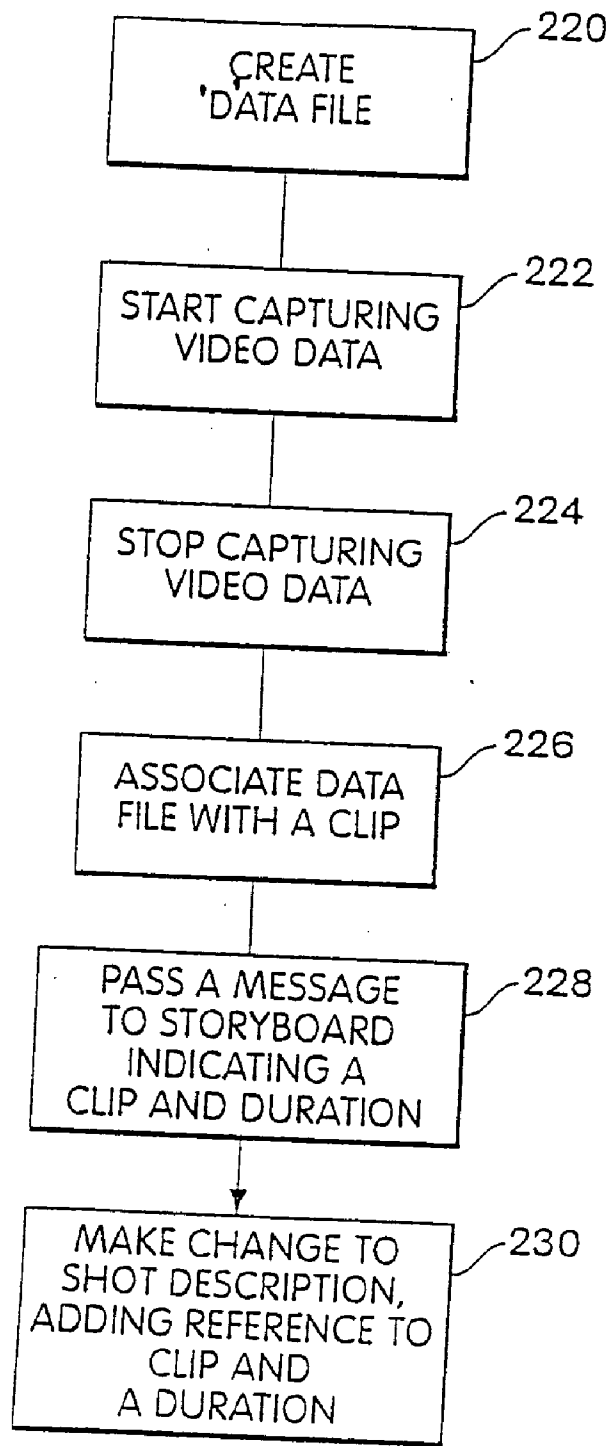 220
CREATE
DATA FILE
222
START CAPTURING
VIDEO DATA
224
STOP CAPTURING
VIDEO DATA
226
ASSOCIATE DATA
FILE WITH A CLIP
228
PASS A MESSAGE
TO STORYBOARD
INDICATING A
CLIP AND DURATION
230
MAKE CHANGE TO
SHOT DESCRIPTION,
ADDING REFERENCE TO
CLIP AND
A DURATION